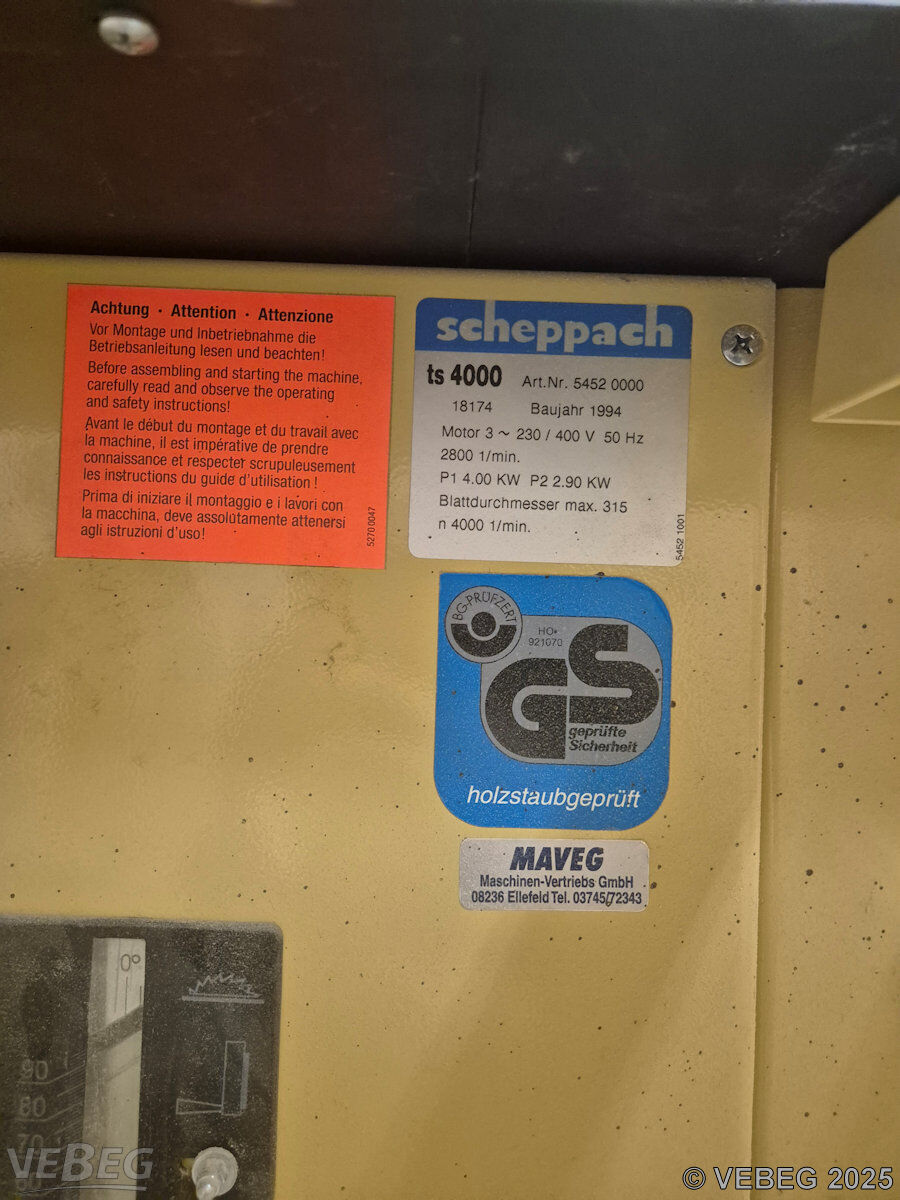 Achtung · Attention · Attenzione
Vor Montage und Inbetriebnahme die
Betriebsanleitung lesen und beachten!
Before assembling and starting the machine,
carefully read and observe the operating
and safety instructions!
Avant le début du montage et du travail avec
la machine, il est impérative de prendre
connaissance et respecter scrupuleusement
les instructions du guide d'utilisation !
Prima di iniziare il montaggio e i lavori con
la macchina, deve assolutamente attenersi
agli istruzioni d'uso!
52700047
scheppach
ts 4000 Art.Nr. 5452 0000
18174 Baujahr 1994
Motor 3 ~ 230 / 400 V 50 Hz
2800 1/min.
P1 4.00 KW P2 2.90 KW
Blattdurchmesser max. 315
n 4000 1/min.
5452 1001
BG-PRÜFZERT
HO•
921070
GS
geprüfte
Sicherheit
holzstaubgeprüft
MAVEG
Maschinen-Vertriebs GmbH
08236 Ellefeld Tel. 03745/72343
0°
90
80
70
VEBEG
© VEBEG 2025